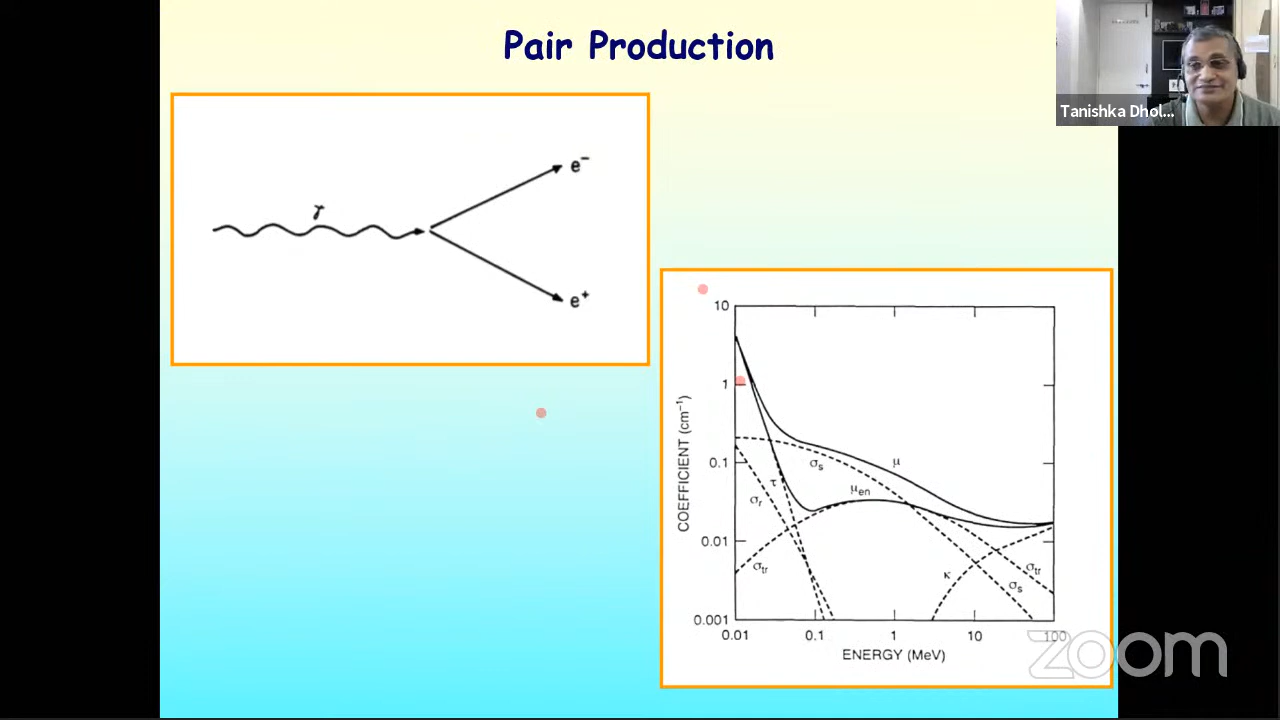 Pair Production
Tanishka Dhol...
γ
e⁻
e⁺
10
1
0.1
0.01
0.001
COEFFICIENT (cm⁻¹)
μ
σs
μen
τ
σr
σtr
κ
σtr
σs
0.01 0.1 1 10 100
ENERGY (MeV)
zoom